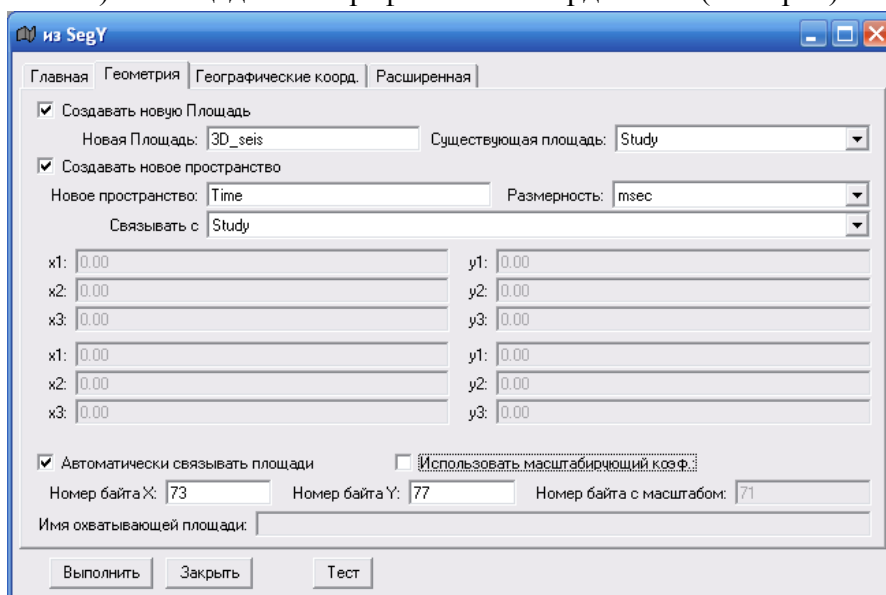 из SegY
Главная Геометрия Географические коорд. Расширенная
Создавать новую Площадь
Новая Площадь: 3D_seis Существующая площадь: Study
Создавать новое пространство
Новое пространство: Time Размерность: msec
Связывать с Study
x1: 0.00 y1: 0.00
x2: 0.00 y2: 0.00
x3: 0.00 y3: 0.00
x1: 0.00 y1: 0.00
x2: 0.00 y2: 0.00
x3: 0.00 y3: 0.00
Автоматически связывать площади Использовать масштабирующий коэф.:
Номер байта X: 73 Номер байта Y: 77 Номер байта с масштабом: 71
Имя охватывающей площади:
Выполнить Закрыть Тест